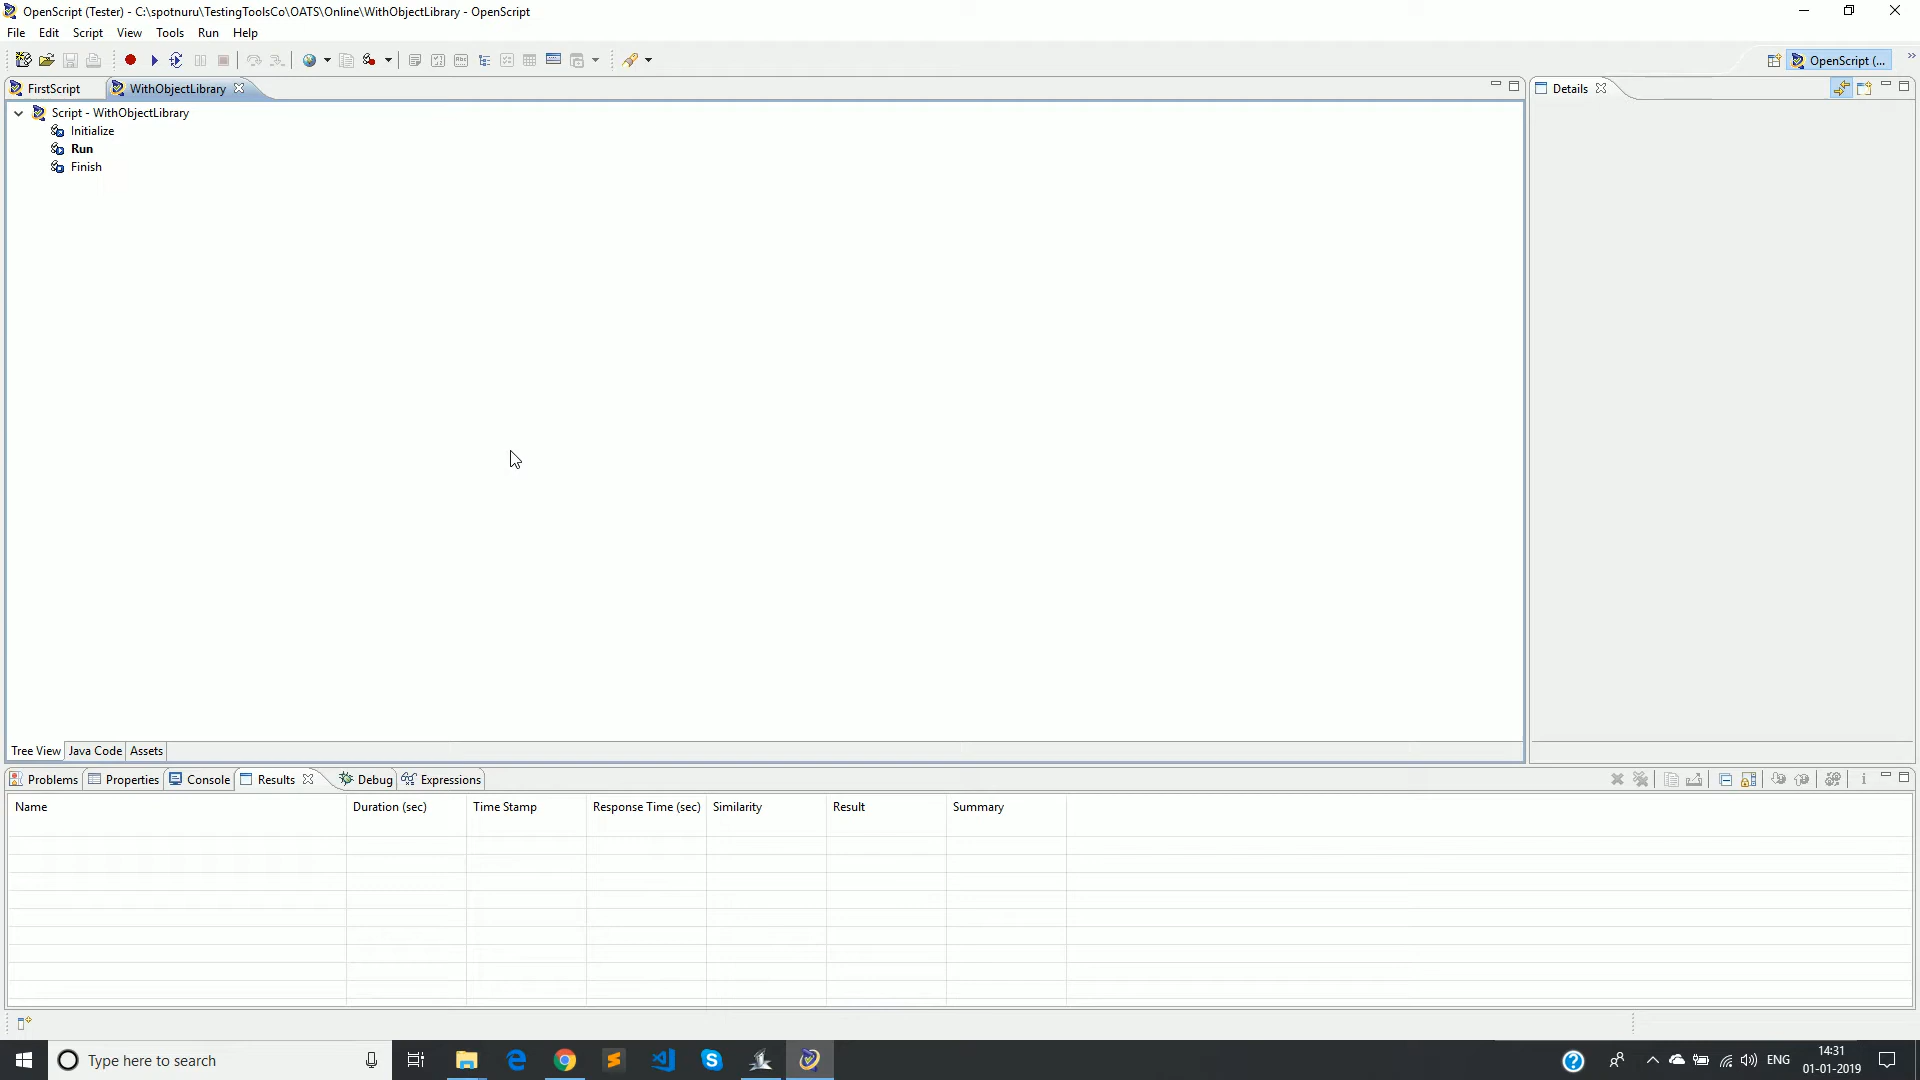 OpenScript (Tester) - C:\spotnuru\TestingToolsCo\OATS\Online\WithObjectLibrary - OpenScript
File Edit Script View Tools Run Help
OpenScript (...
FirstScript WithObjectLibrary
Details
Script - WithObjectLibrary
Initialize
Run
Finish
Tree View Java Code Assets
Problems Properties Console Results Debug Expressions
Name Duration (sec) Time Stamp Response Time (sec) Similarity Result Summary
Type here to search
ENG
14:31
01-01-2019